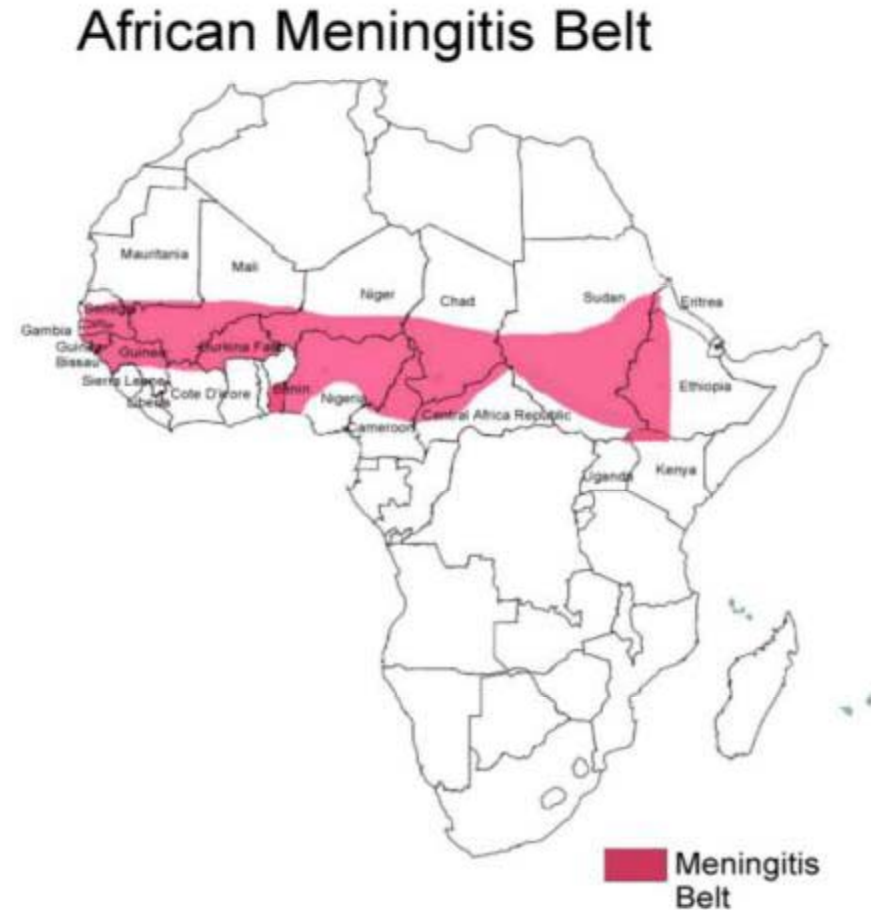 African Meningitis Belt
Mauritania
Mali
Niger
Chad
Sudan
Eritrea
Senegal
Gambia
Guinea
Bissau
Guinea
Burkina Faso
Benin
Ethiopia
Sierra Leone
Liberia
Cote D'ivore
Nigeria
Cameroon
Central Africa Republic
Uganda
Kenya
Meningitis
Belt